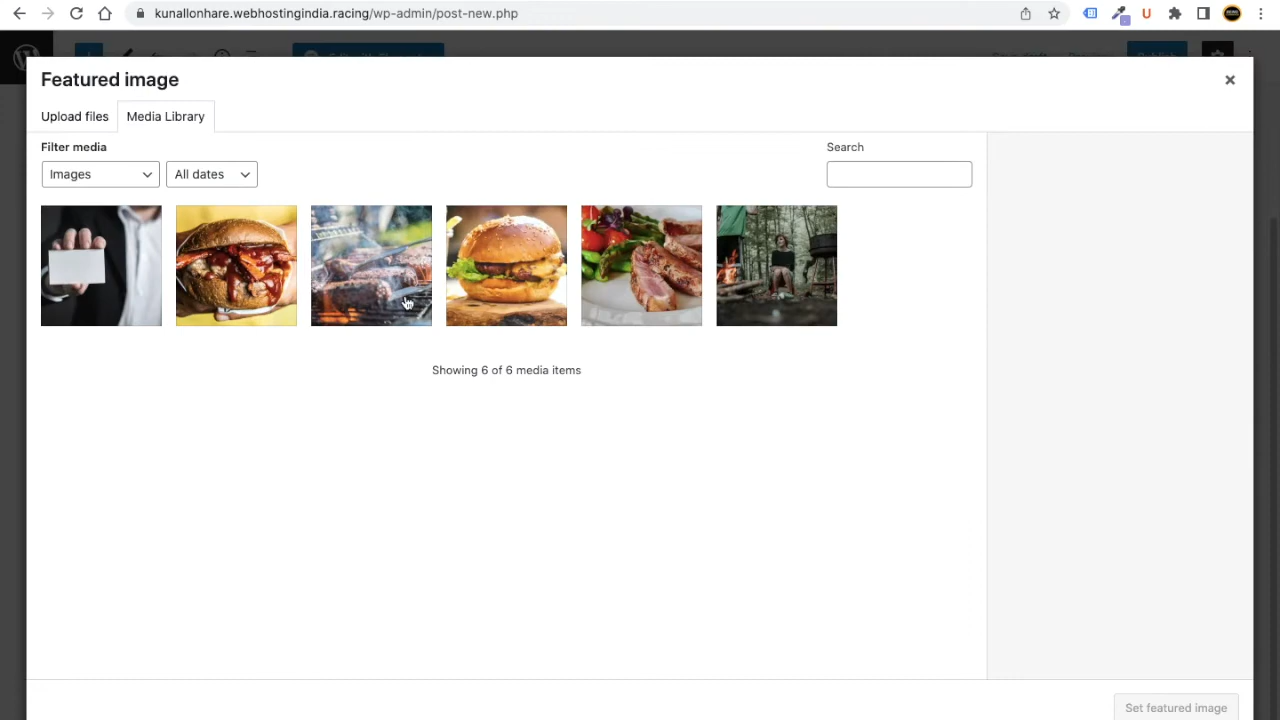 kunallonhare.webhostingindia.racing/wp-admin/post-new.php
Featured image
Upload files
Media Library
Filter media
Search
Images
All dates
Showing 6 of 6 media items
Set featured image